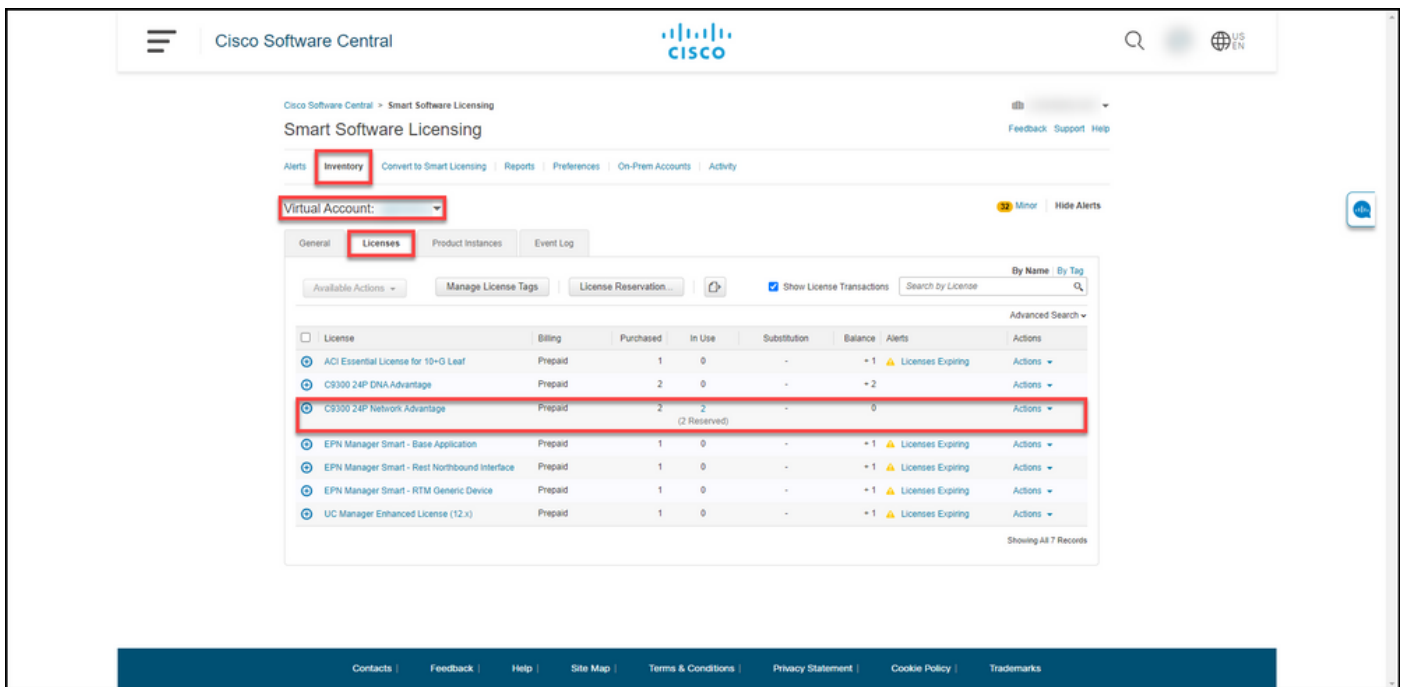 Cisco Software Central
CISCO
US
EN
Cisco Software Central > Smart Software Licensing
Smart Software Licensing
Feedback Support Help
Alerts Inventory Convert to Smart Licensing | Reports | Preferences | On-Prem Accounts | Activity
Virtual Account:
32 Minor | Hide Alerts
General Licenses Product Instances Event Log
By Name | By Tag
Available Actions Manage License Tags License Reservation... Show License Transactions Search by License
Advanced Search
License Billing Purchased In Use Substitution Balance Alerts Actions
ACI Essential License for 10+G Leaf Prepaid 1 0 - + 1 Licenses Expiring Actions
C9300 24P DNA Advantage Prepaid 2 0 - + 2 Actions
C9300 24P Network Advantage Prepaid 2 2 - 0 Actions
(2 Reserved)
EPN Manager Smart - Base Application Prepaid 1 0 - + 1 Licenses Expiring Actions
EPN Manager Smart - Rest Northbound Interface Prepaid 1 0 - + 1 Licenses Expiring Actions
EPN Manager Smart - RTM Generic Device Prepaid 1 0 - + 1 Licenses Expiring Actions
UC Manager Enhanced License (12.x) Prepaid 1 0 - + 1 Licenses Expiring Actions
Showing All 7 Records
Contacts | Feedback | Help | Site Map | Terms & Conditions | Privacy Statement | Cookie Policy | Trademarks